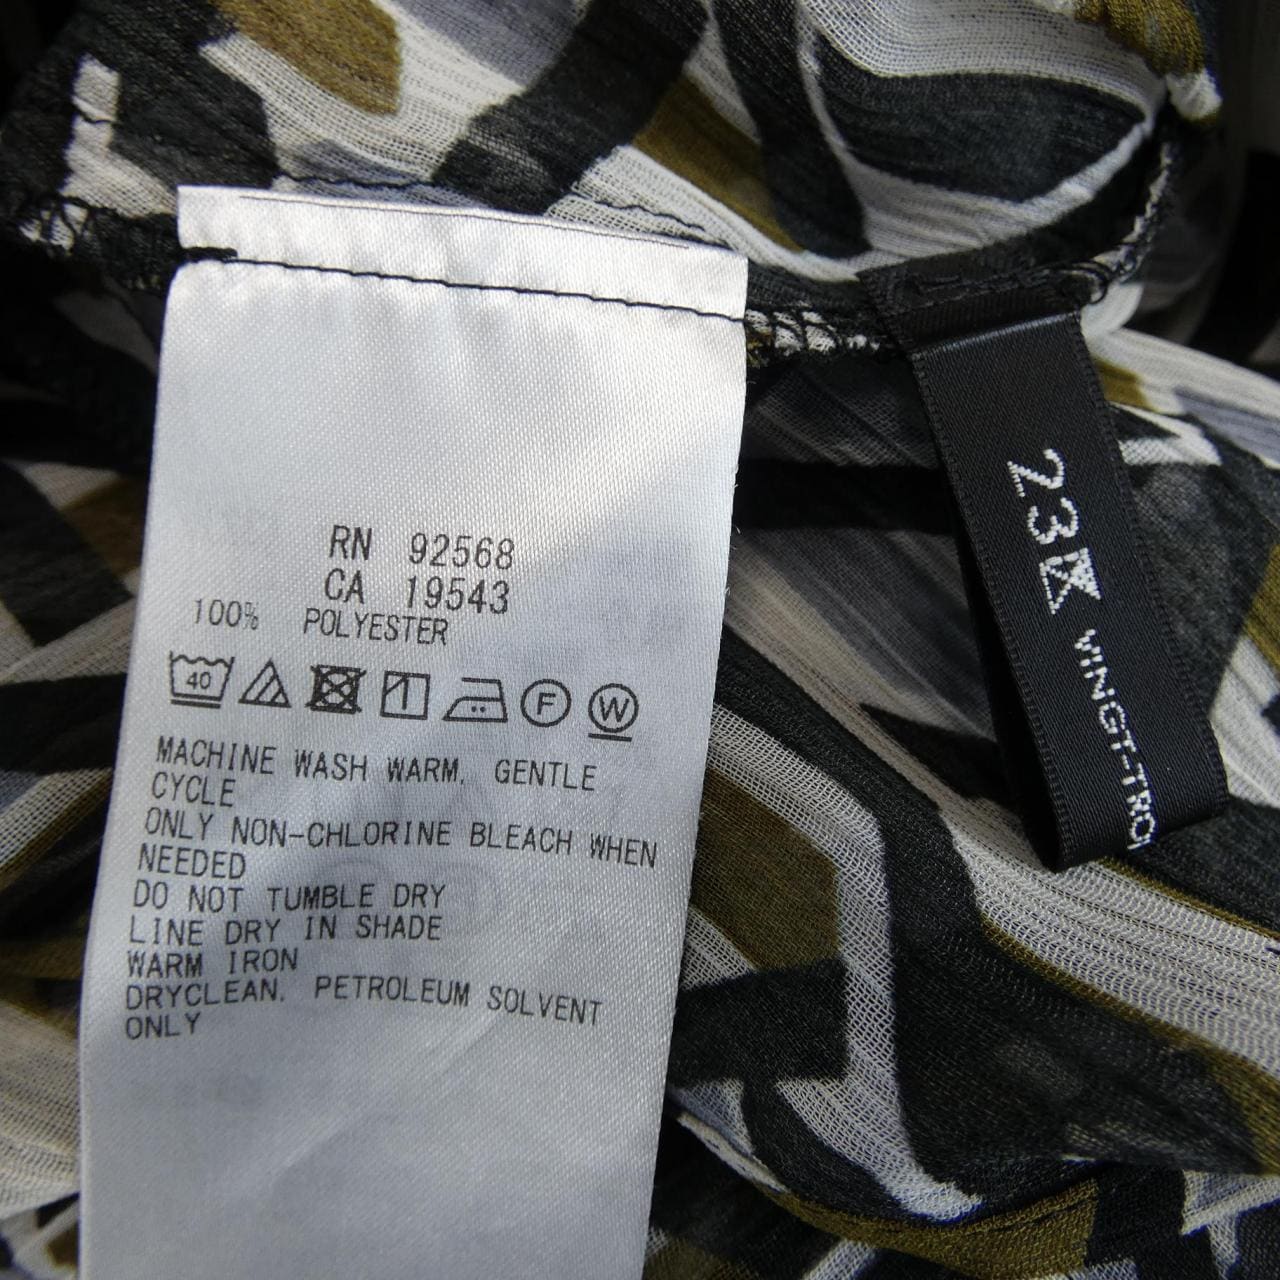 RN 92568
CA 19543
100% POLYESTER
40
F
W
MACHINE WASH WARM, GENTLE
CYCLE
ONLY NON-CHLORINE BLEACH WHEN
NEEDED
DO NOT TUMBLE DRY
LINE DRY IN SHADE
WARM IRON
DRYCLEAN, PETROLEUM SOLVENT
ONLY
23区